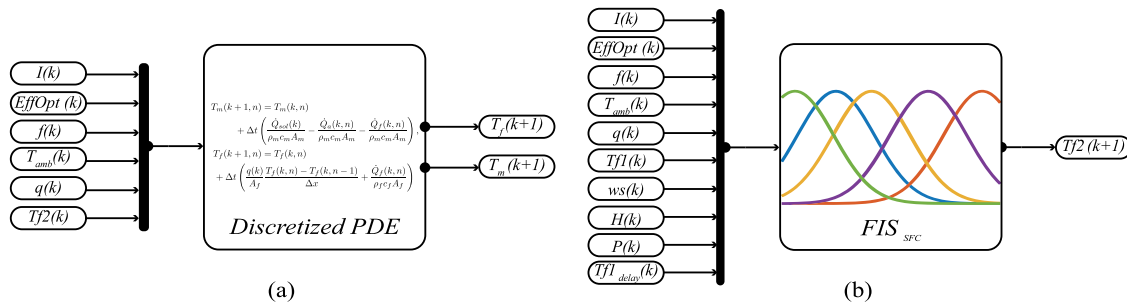 I(k)
EffOpt (k)
f(k)
T_amb(k)
q(k)
Tf2(k)
T_m(k+1,n) = T_m(k,n)
+ Δt ( Q̇_sol(k) / ρ_m c_m A_m − Q̇_a(k,n) / ρ_m c_m A_m − Q̇_f(k,n) / ρ_m c_m A_m ),
T_f(k+1,n) = T_f(k,n)
+ Δt ( q(k) / A_f T_f(k,n) − T_f(k,n−1) / Δx + Q̇_f(k,n) / ρ_f c_f A_f )
Discretized PDE
T_f(k+1)
T_m(k+1)
(a)
I(k)
EffOpt (k)
f(k)
T_amb(k)
q(k)
Tf1(k)
ws(k)
H(k)
P(k)
Tf1_delay(k)
FIS_SFC
Tf2 (k+1)
(b)